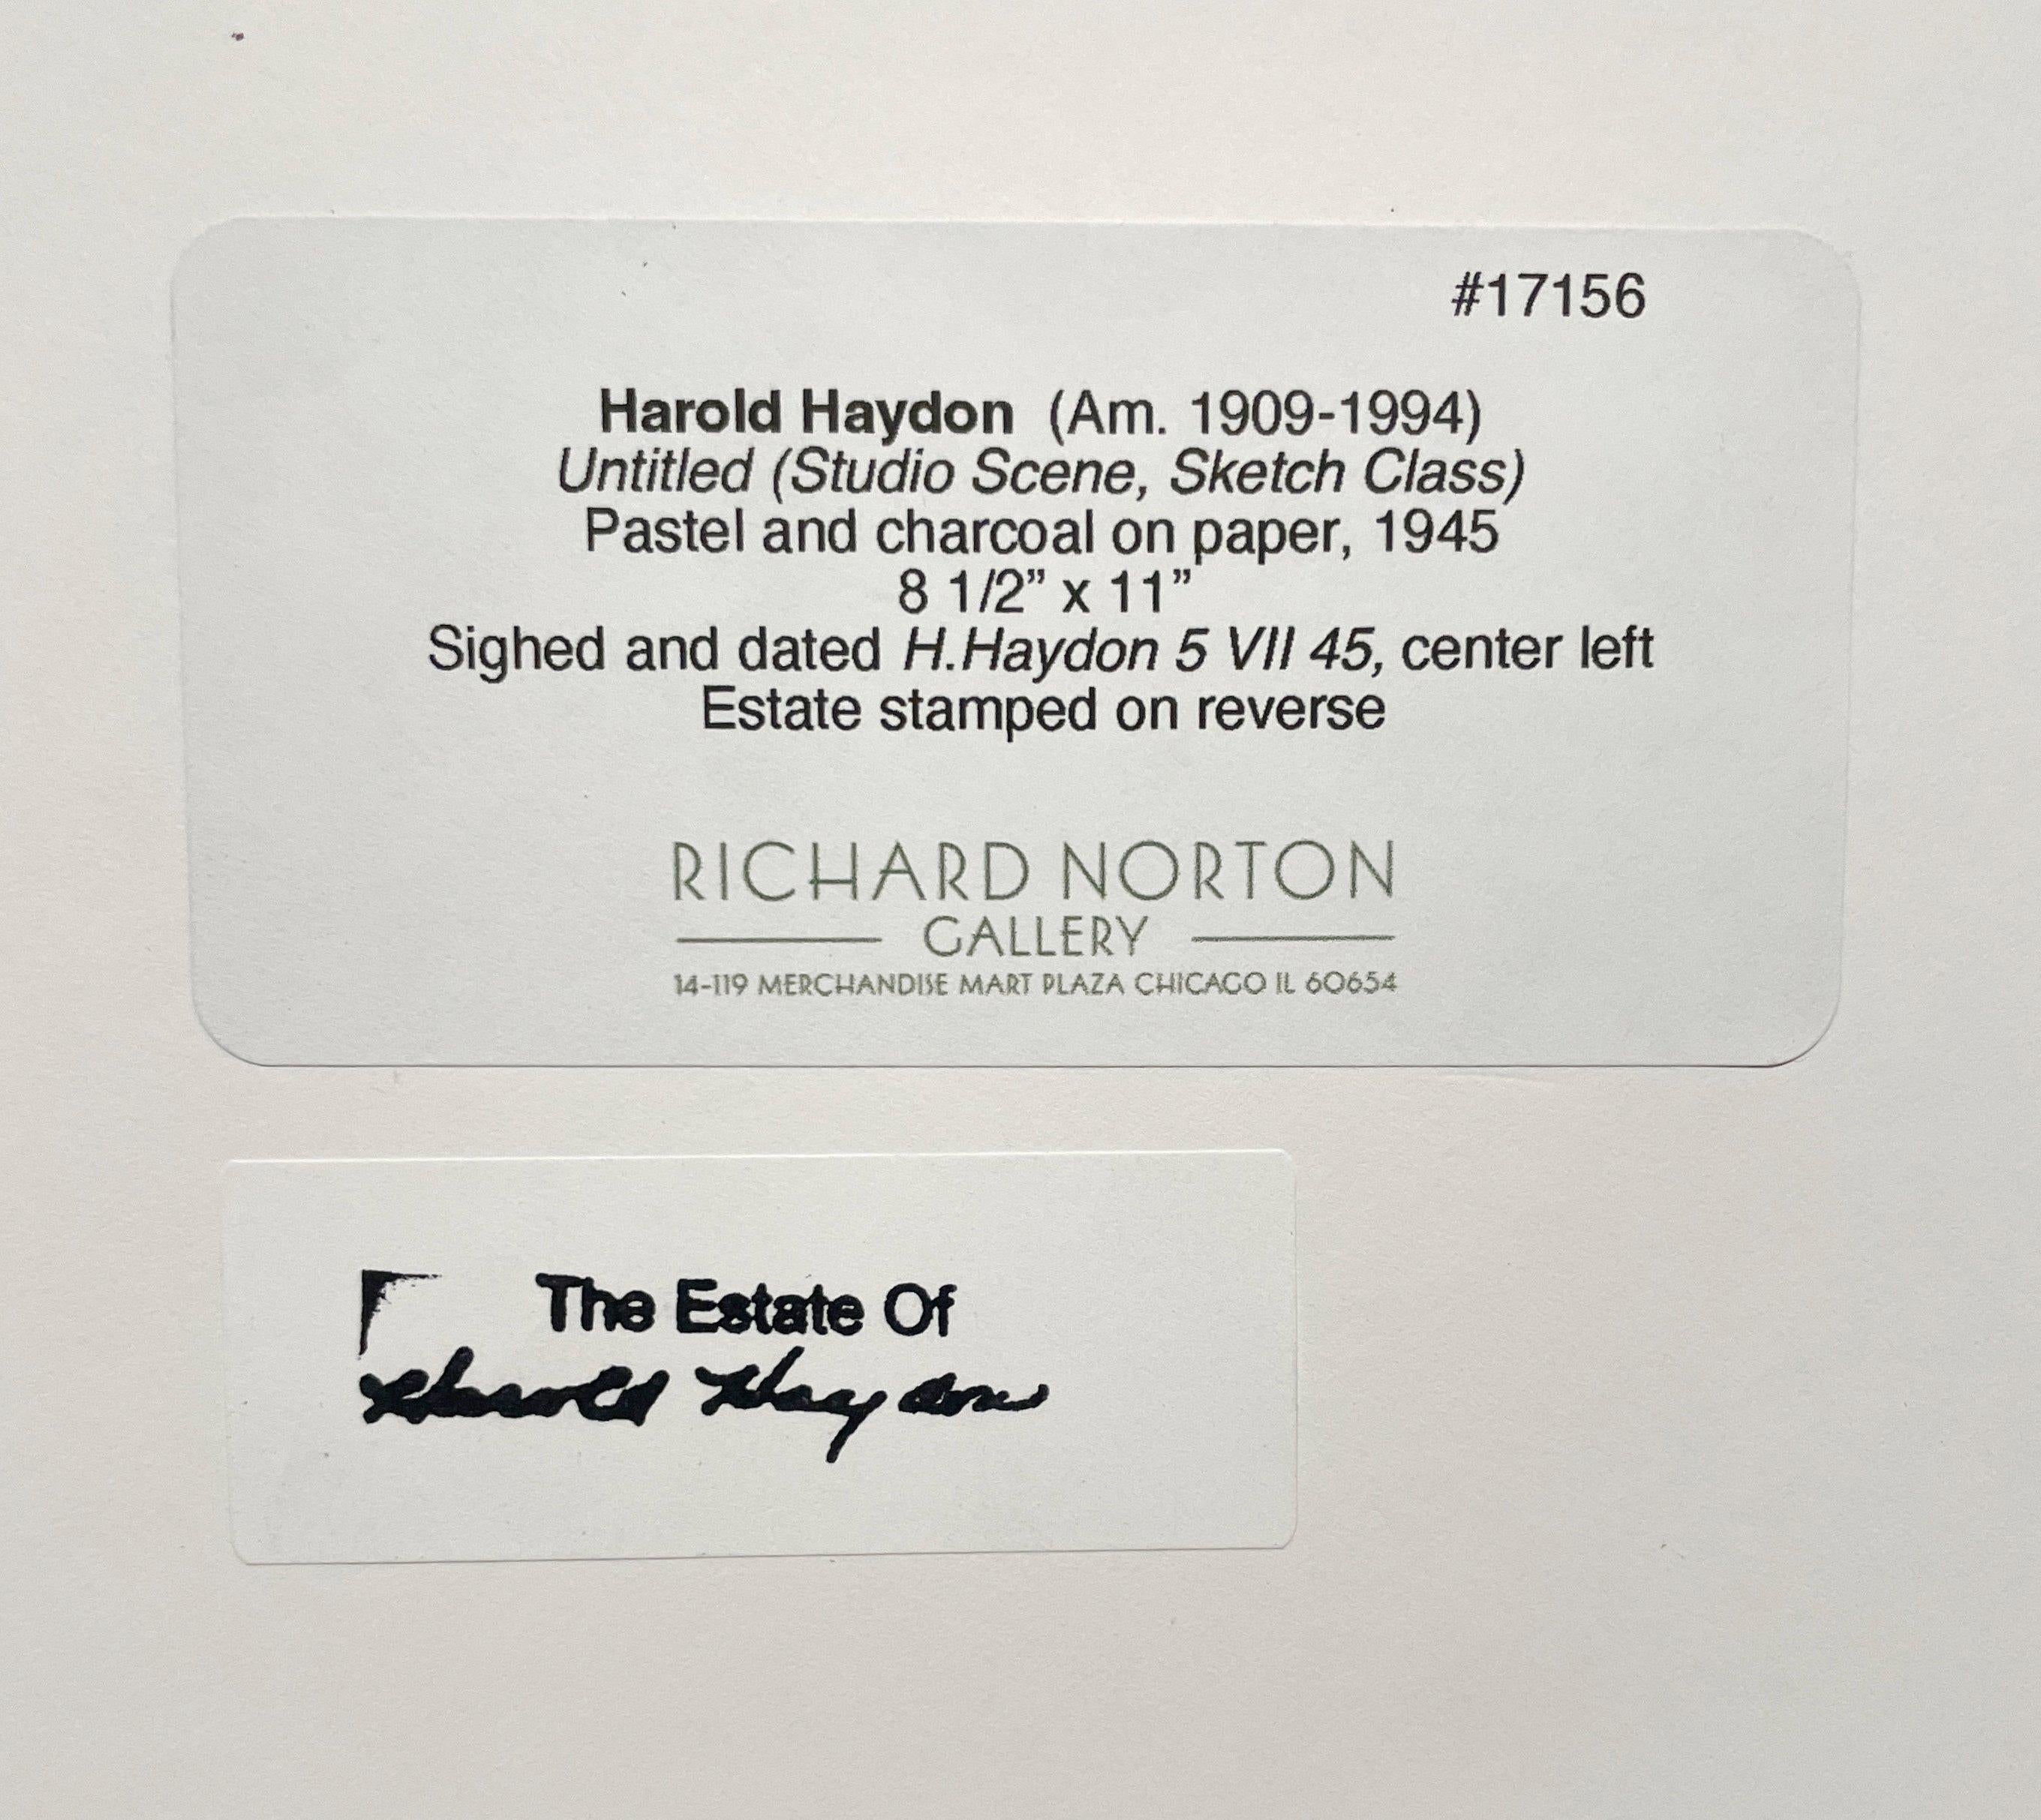 #17156
Harold Haydon (Am. 1909-1994)
Untitled (Studio Scene, Sketch Class)
Pastel and charcoal on paper, 1945
8 1/2” x 11”
Sighed and dated H.Haydon 5 VII 45, center left
Estate stamped on reverse
RICHARD NORTON
GALLERY
14-119 MERCHANDISE MART PLAZA CHICAGO IL 60654
The Estate Of
Harold Haydon